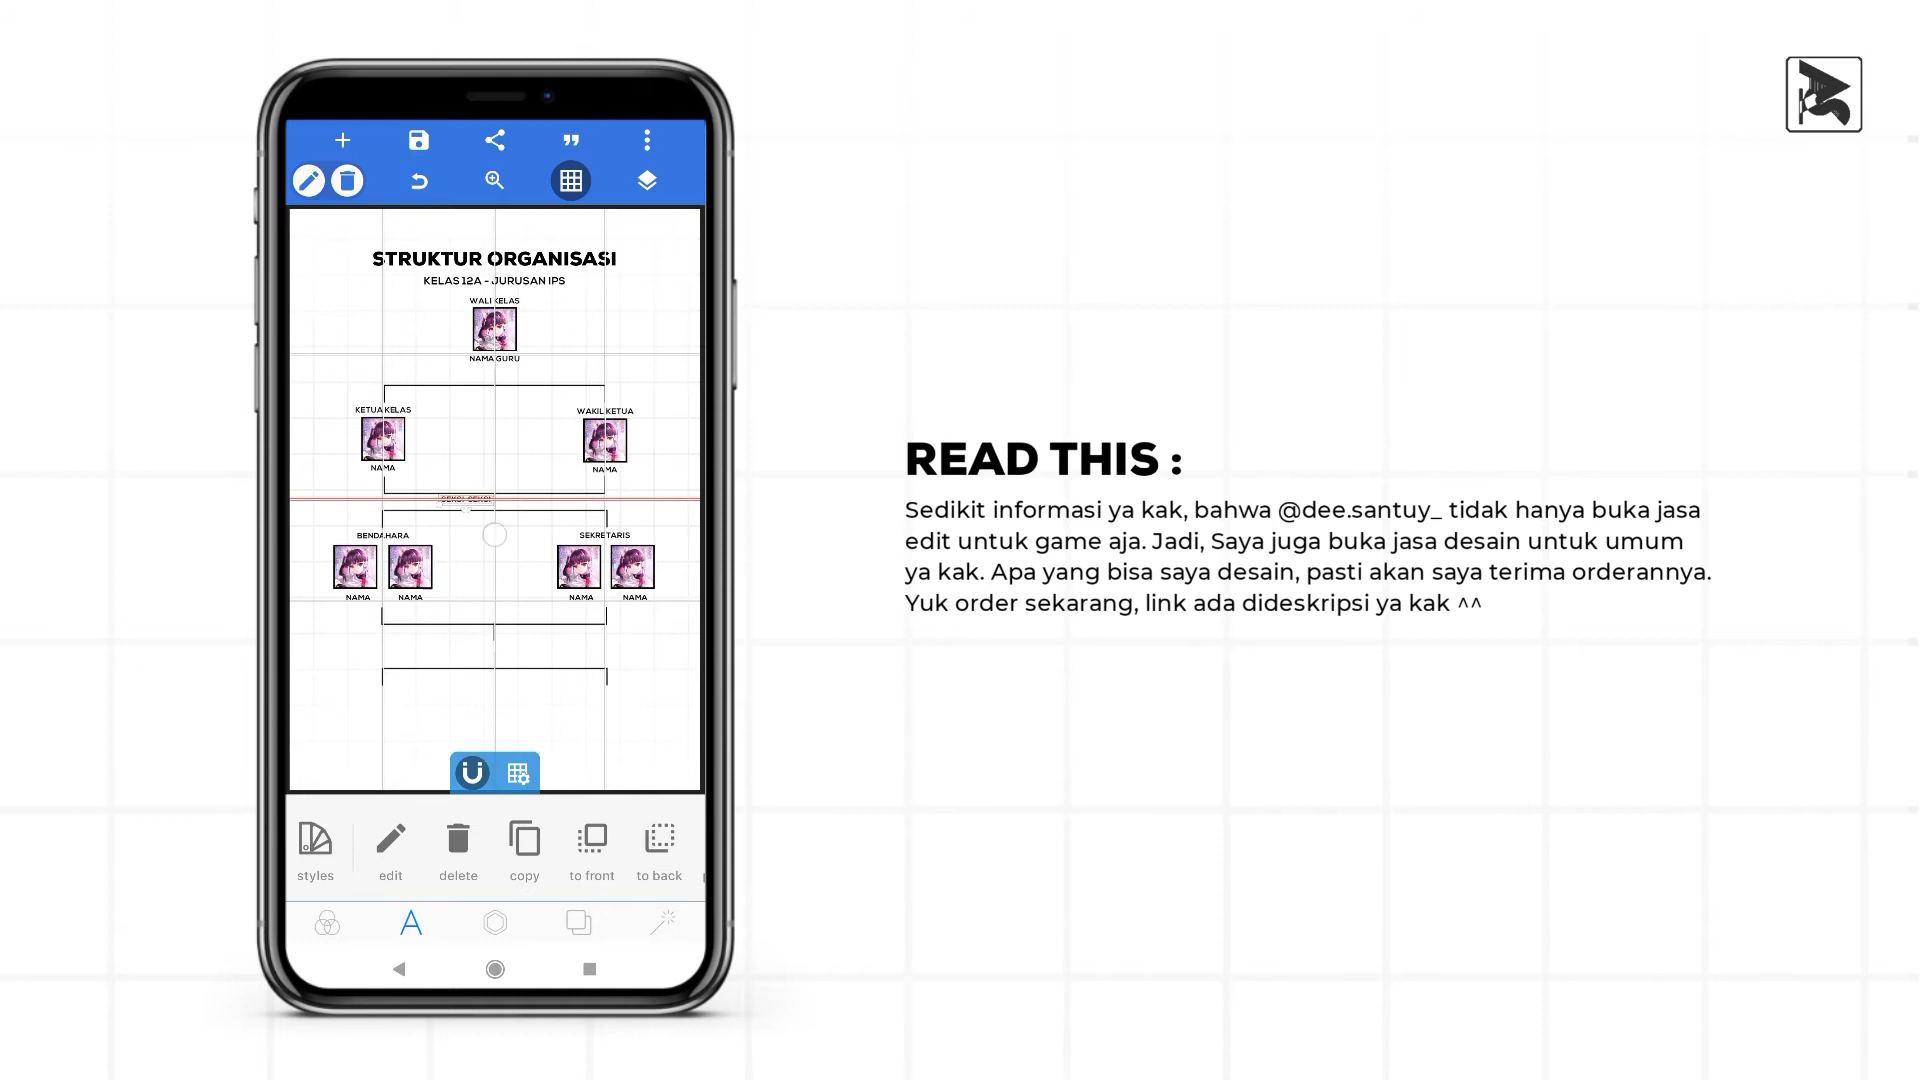 STRUKTUR ORGANISASI
KELAS 12A - JURUSAN IPS
WALI KELAS
NAMA GURU
KETUA KELAS
WAKIL KETUA
NAMA
NAMA
SEKSI-SEKSI
BENDAHARA
SEKRETARIS
NAMA
NAMA
NAMA
NAMA
styles
edit
delete
copy
to front
to back
READ THIS :
Sedikit informasi ya kak, bahwa @dee.santuy_ tidak hanya buka jasa
edit untuk game aja. Jadi, Saya juga buka jasa desain untuk umum
ya kak. Apa yang bisa saya desain, pasti akan saya terima orderannya.
Yuk order sekarang, link ada dideskripsi ya kak ^^